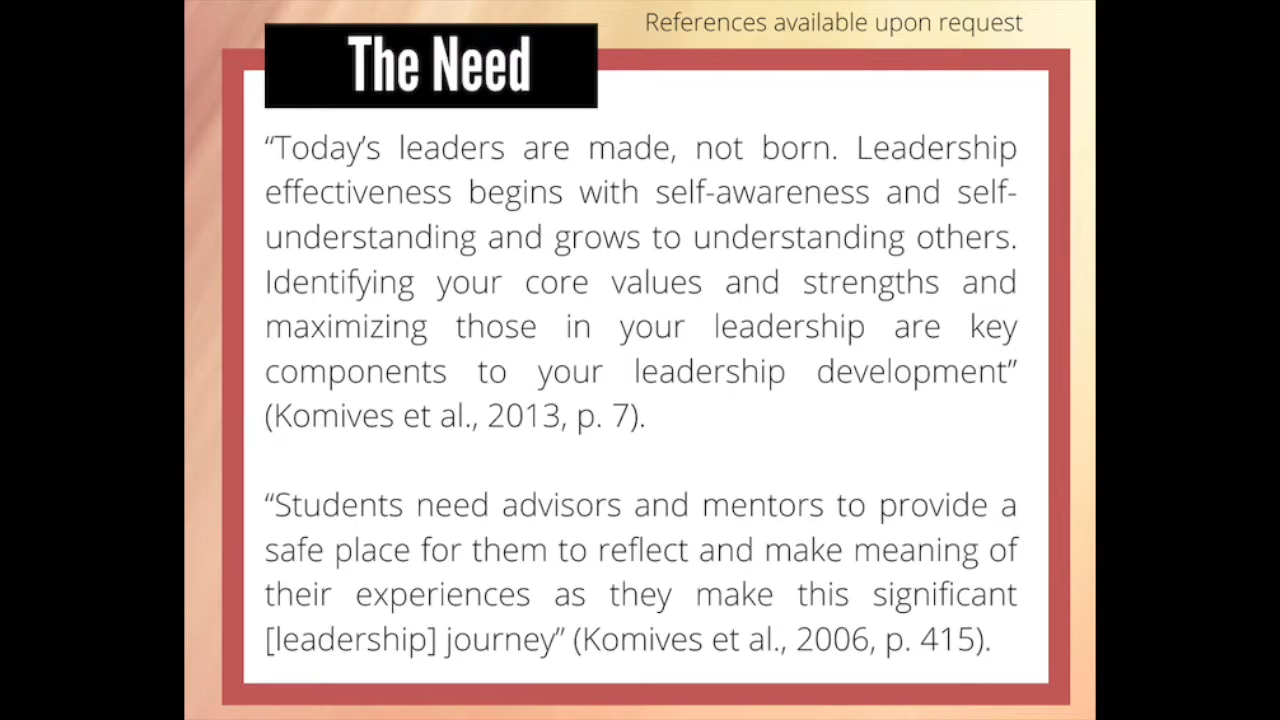 References available upon request
The Need
“Today’s leaders are made, not born. Leadership
effectiveness begins with self-awareness and self-
understanding and grows to understanding others.
Identifying your core values and strengths and
maximizing those in your leadership are key
components to your leadership development”
(Komives et al., 2013, p. 7).
“Students need advisors and mentors to provide a
safe place for them to reflect and make meaning of
their experiences as they make this significant
[leadership] journey” (Komives et al., 2006, p. 415).